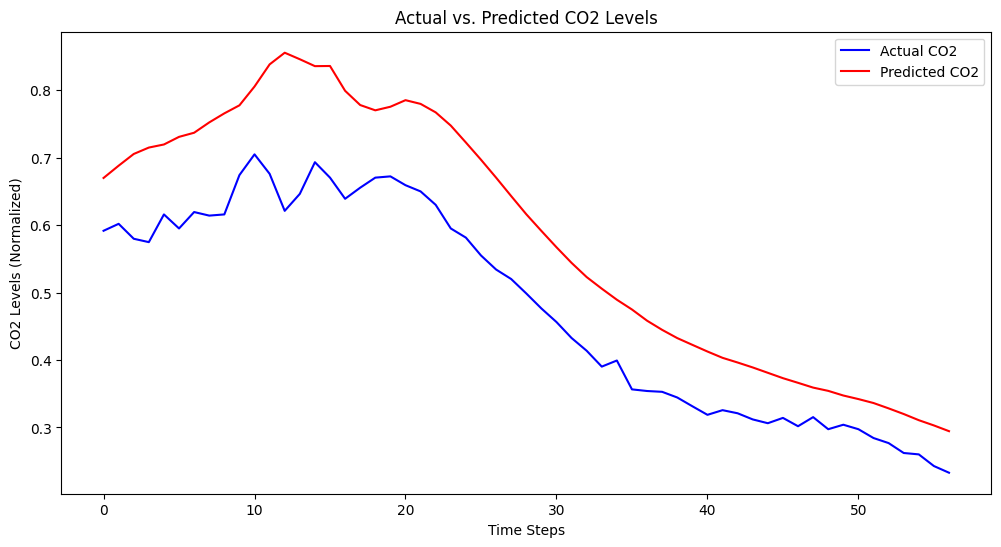 Actual vs. Predicted CO2 Levels
Actual CO2
Predicted CO2
CO2 Levels (Normalized)
0.8
0.7
0.6
0.5
0.4
0.3
0 10 20 30 40 50
Time Steps